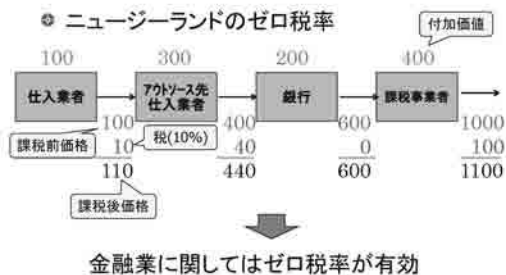 ニュージーランドのゼロ税率
付加価値
100 300 200 400
仕入業者
アウトソース先
仕入業者
銀行
課税事業者
課税前価格
税(10%)
100 400 600 1000
10 40 0 100
110 440 600 1100
課税後価格
金融業に関してはゼロ税率が有効